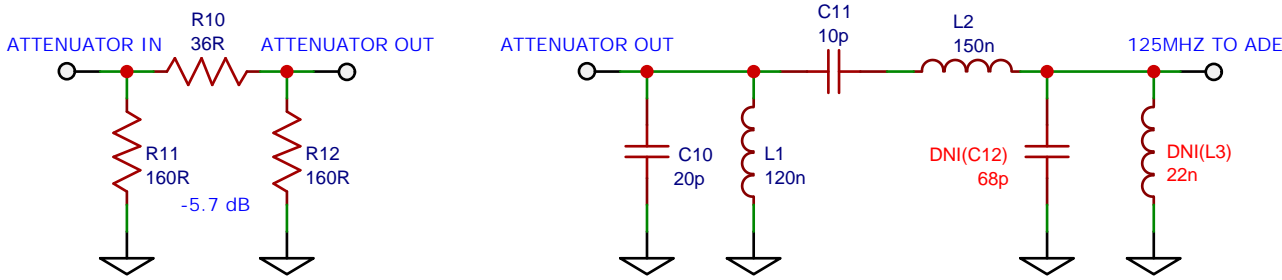 R10
36R
ATTENUATOR IN
ATTENUATOR OUT
R11
160R
R12
160R
-5.7 dB
C11
10p
L2
150n
ATTENUATOR OUT
125MHZ TO ADE
C10
20p
L1
120n
DNI(C12)
68p
DNI(L3)
22n